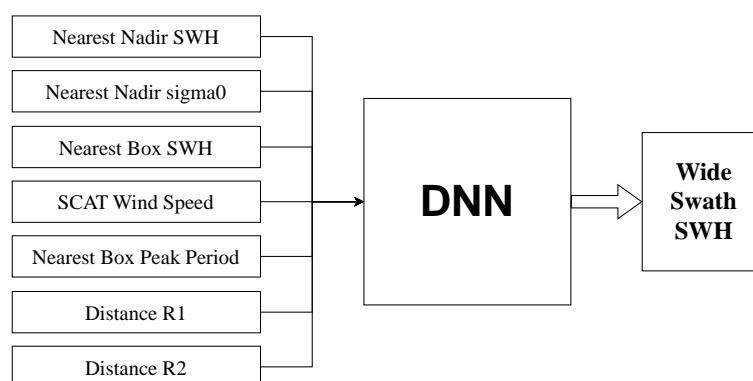 Nearest Nadir SWH
Nearest Nadir sigma0
Nearest Box SWH
SCAT Wind Speed
Nearest Box Peak Period
Distance R1
Distance R2
DNN
Wide
Swath
SWH